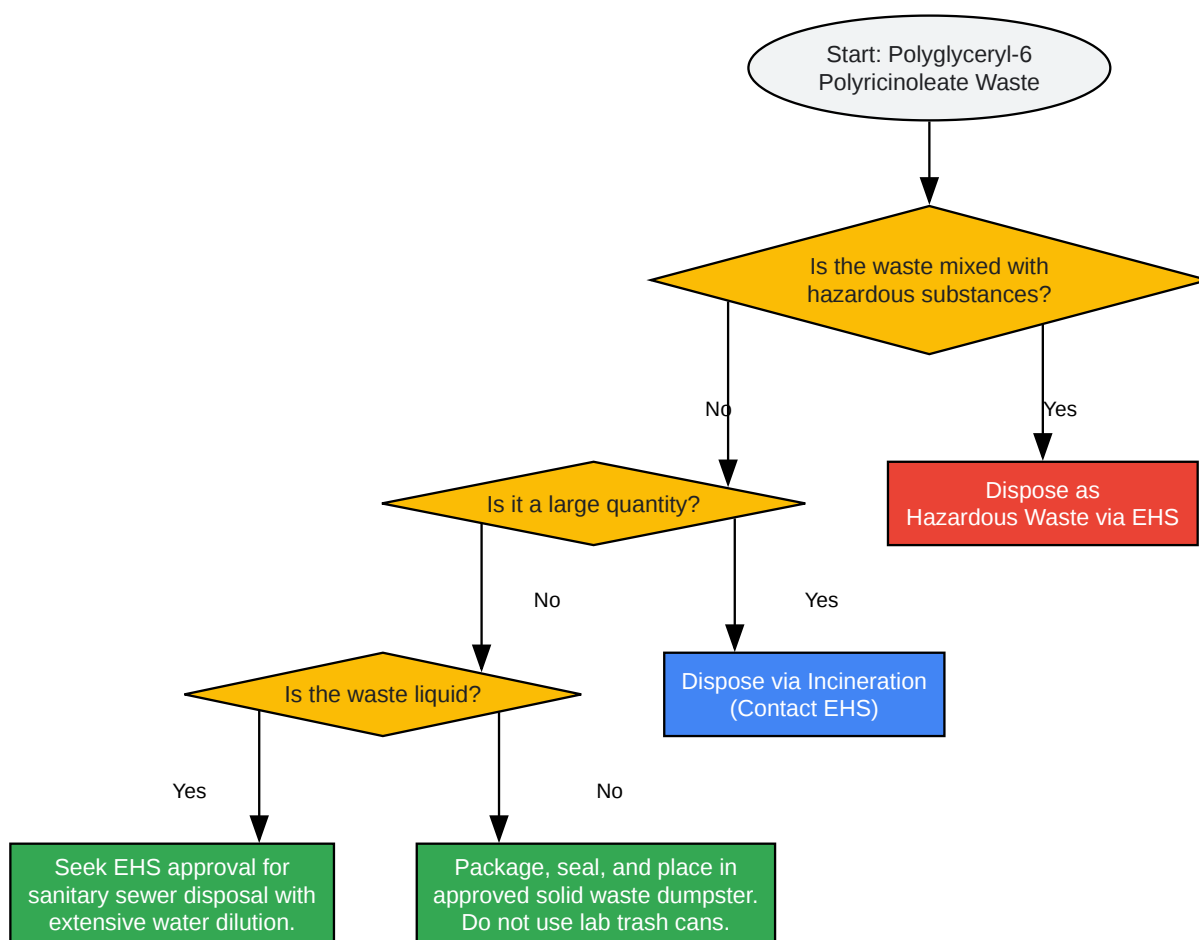 Start: Polyglyceryl-6
Polyricinoleate Waste
Is the waste mixed with
hazardous substances?
No
Yes
Is it a large quantity?
Dispose as
Hazardous Waste via EHS
No
Yes
Is the waste liquid?
Dispose via Incineration
(Contact EHS)
Yes
No
Seek EHS approval for
sanitary sewer disposal with
extensive water dilution.
Package, seal, and place in
approved solid waste dumpster.
Do not use lab trash cans.